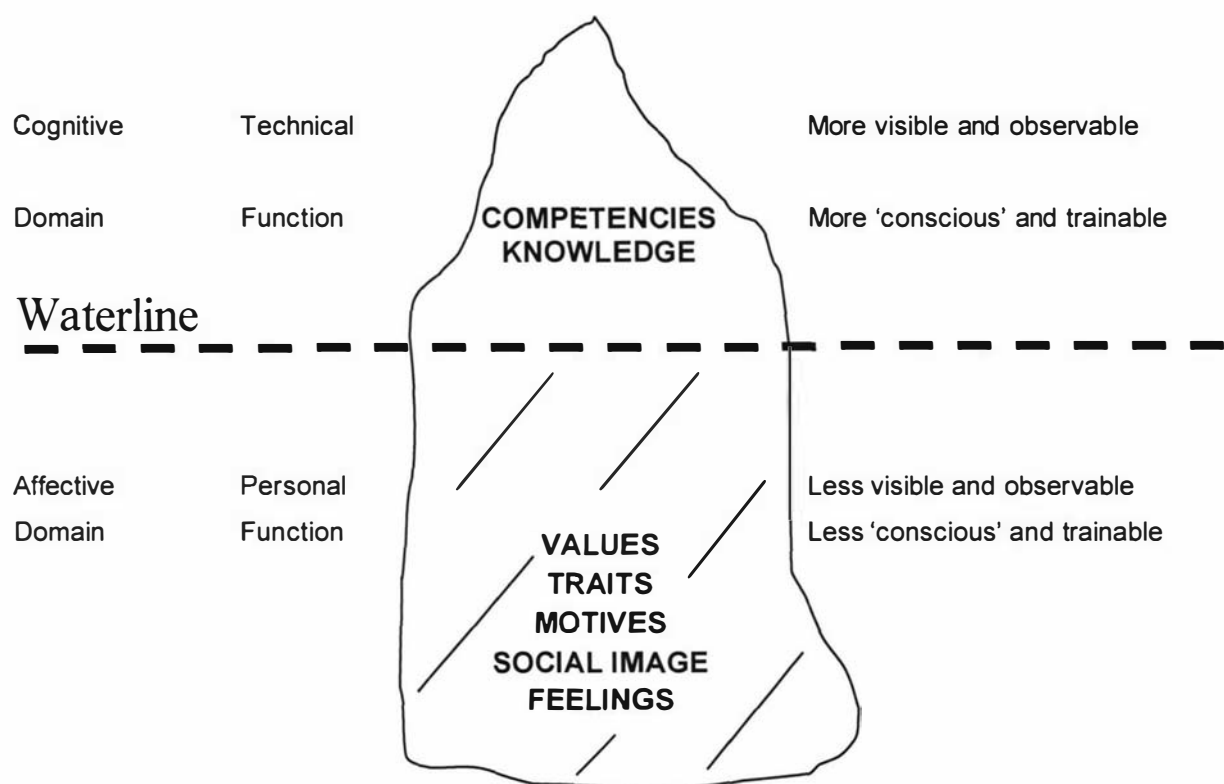 Cognitive Technical More visible and observable
Domain Function COMPETENCIES More ‘conscious’ and trainable
KNOWLEDGE
Waterline
Affective Personal Less visible and observable
Domain Function Less ‘conscious’ and trainable
VALUES
TRAITS
MOTIVES
SOCIAL IMAGE
FEELINGS